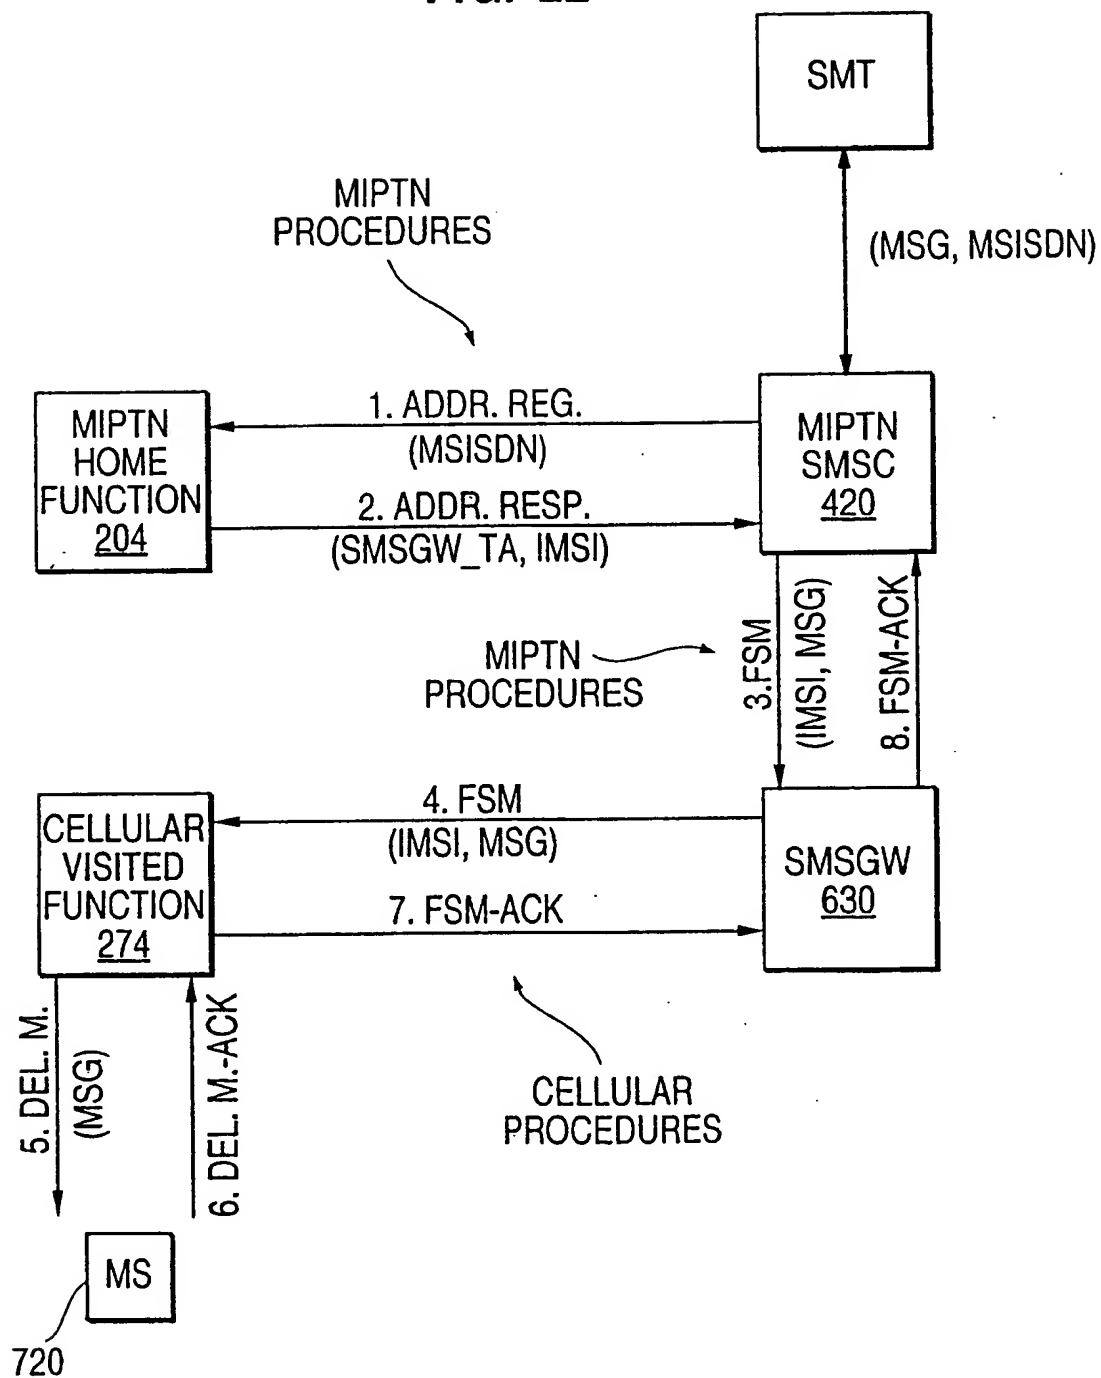 SMT
(MSG, MSISDN)
MIPTN
PROCEDURES
1. ADDR. REG.
(MSISDN)
2. ADDR. RESP.
(SMSGW_TA, IMSI)
MIPTN
HOME
FUNCTION
204
MIPTN
SMSC
420
MIPTN
PROCEDURES
3.FSM
(IMSI, MSG)
8. FSM-ACK
4. FSM
(IMSI, MSG)
7. FSM-ACK
CELLULAR
VISITED
FUNCTION
274
SMSGW
630
5. DEL. M.
(MSG)
6. DEL. M.-ACK
CELLULAR
PROCEDURES
MS
720